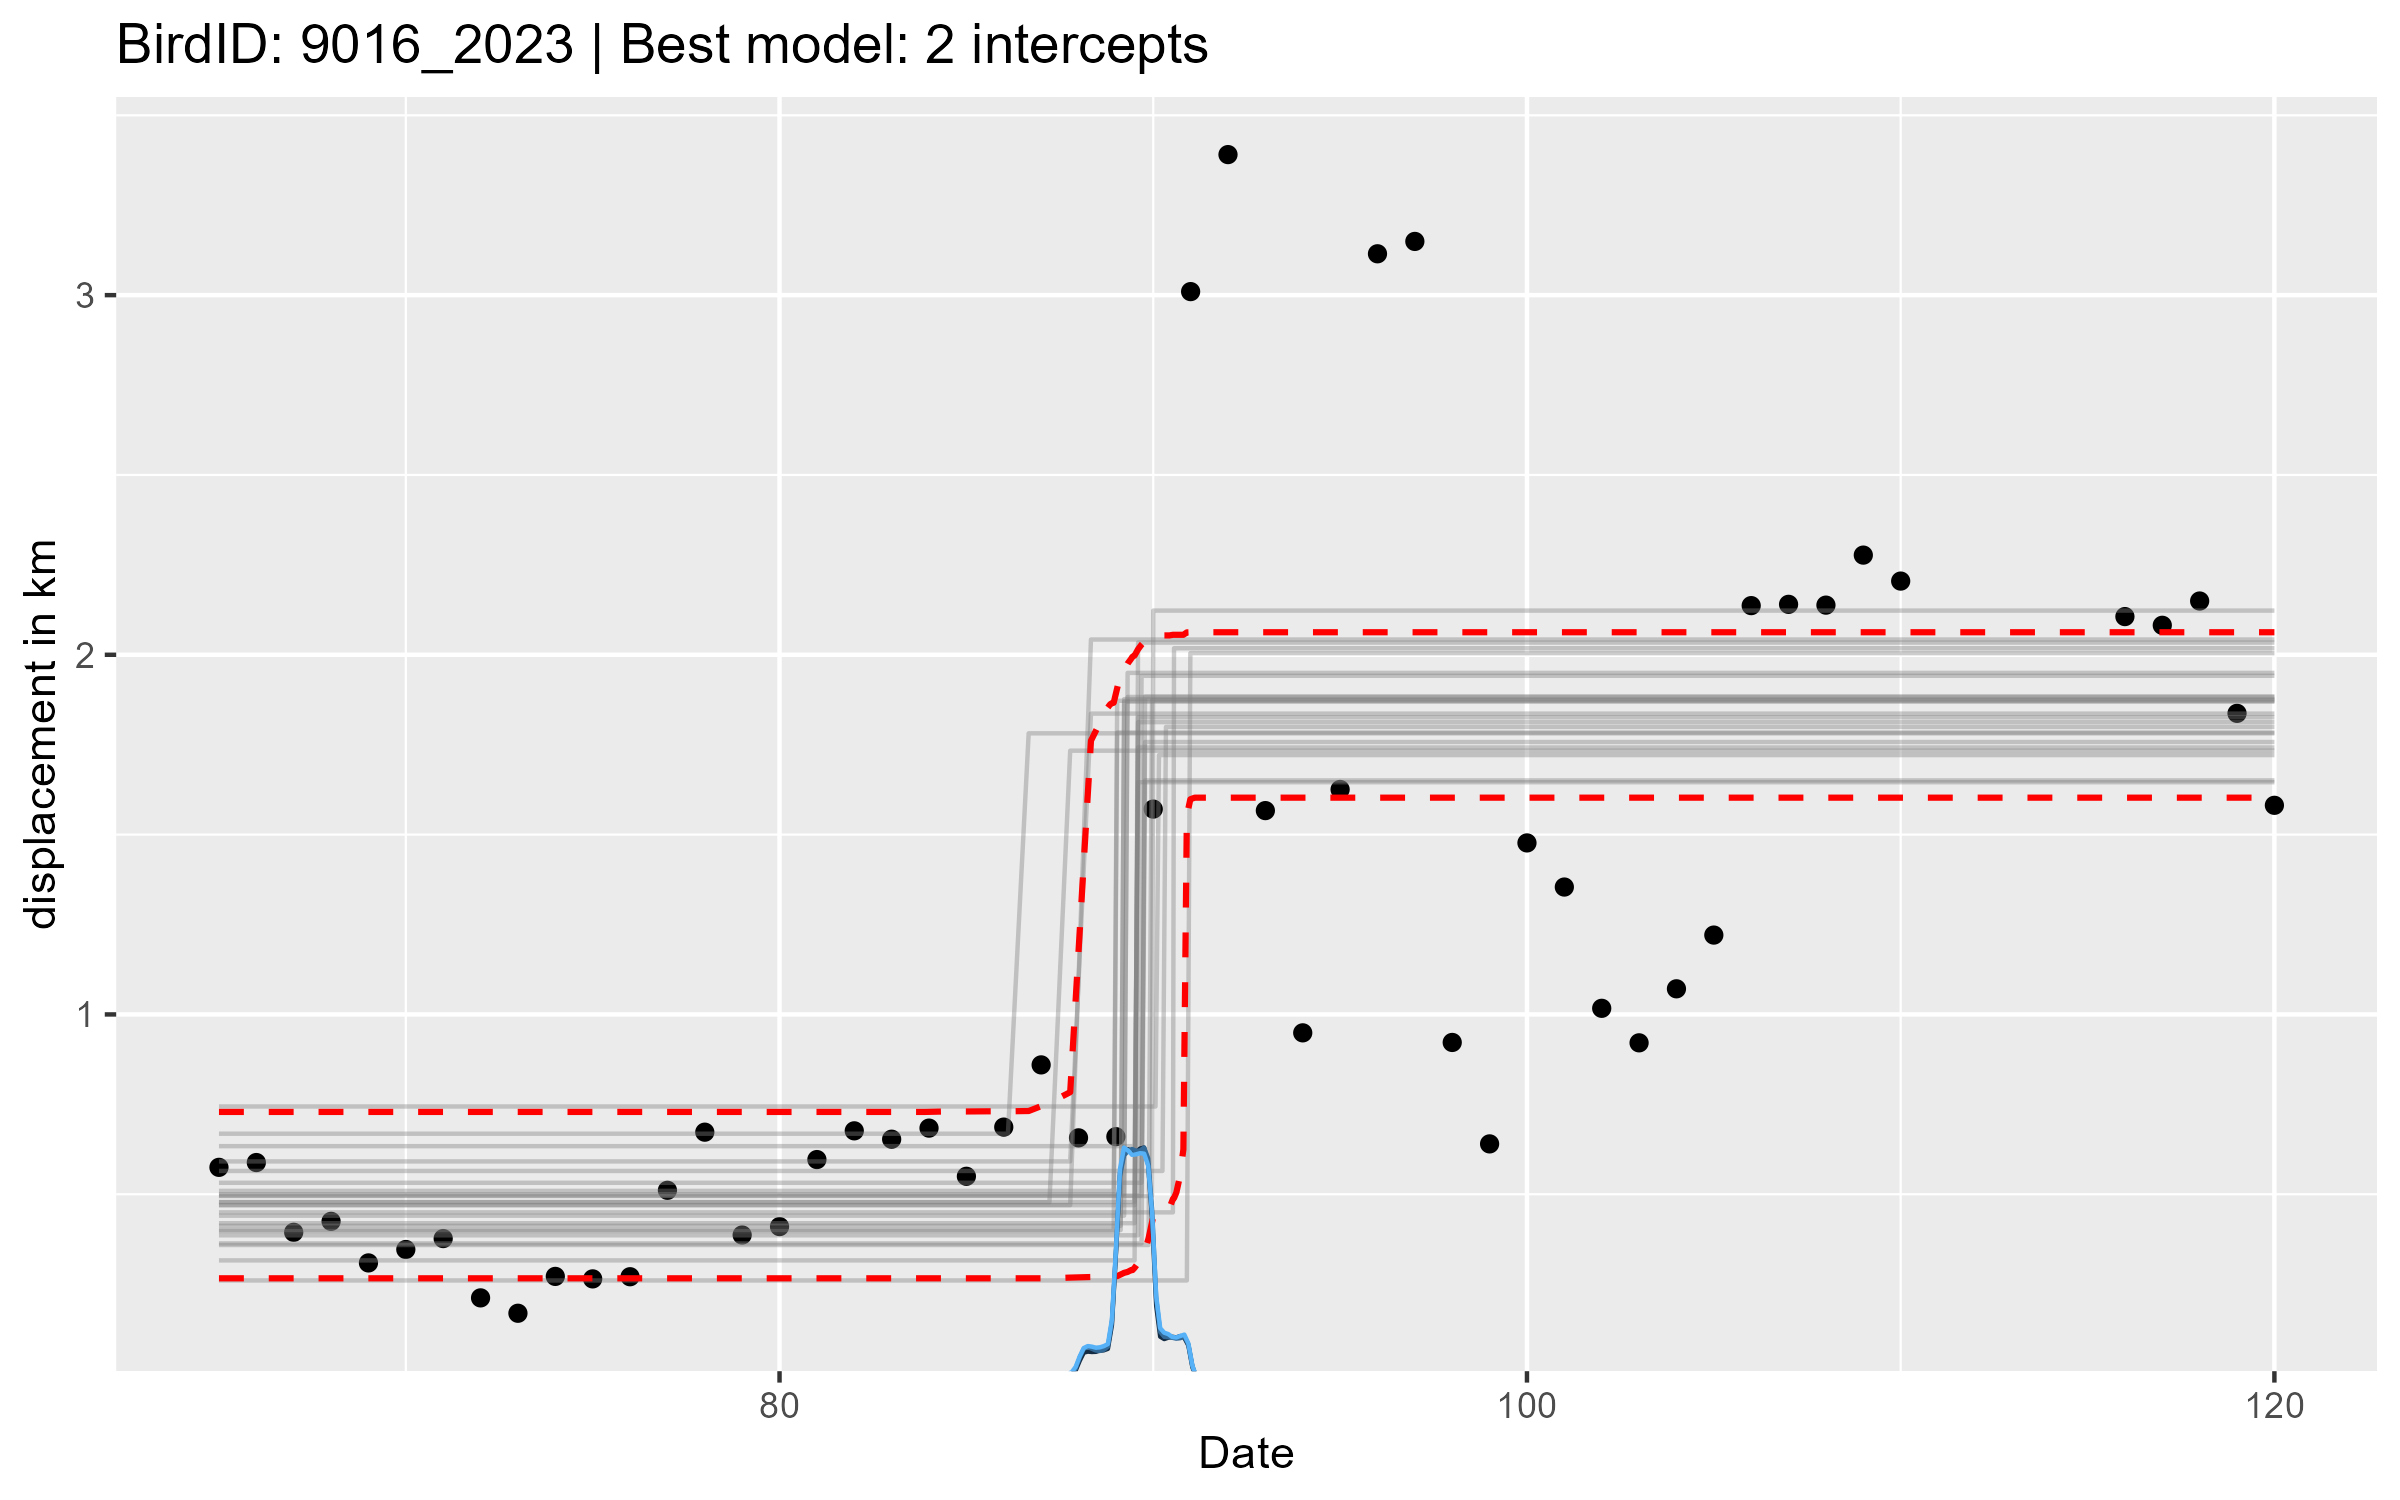 BirdID: 9016_2023 | Best model: 2 intercepts
3
2
1
displacement in km
80
100
120
Date